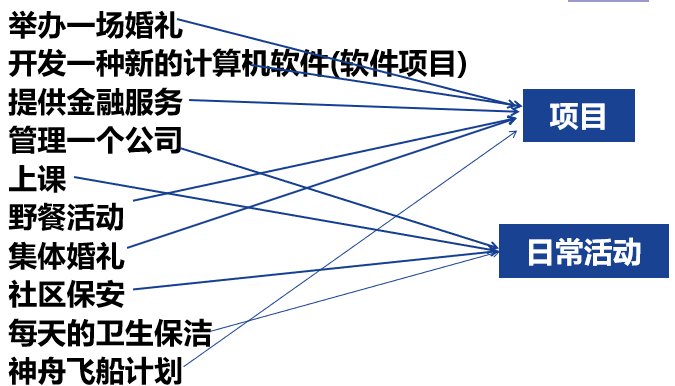 举办一场婚礼
开发一种新的计算机软件(软件项目)
提供金融服务
管理一个公司
上课
野餐活动
集体婚礼
社区保安
每天的卫生保洁
神舟飞船计划
项目
日常活动